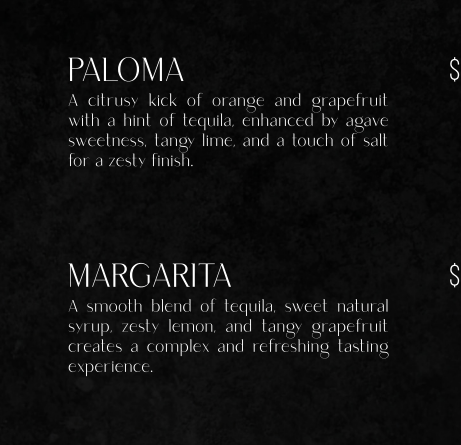 PALOMA $
A citrusy kick of orange and grapefruit
with a hint of tequila, enhanced by agave
sweetness, tangy lime, and a touch of salt
for a zesty finish.
MARGARITA $
A smooth blend of tequila, sweet natural
syrup, zesty lemon, and tangy grapefruit
creates a complex and refreshing tasting
experience.